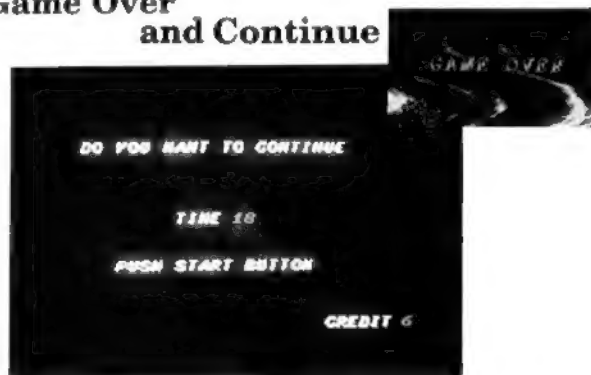 Game Over
and Continue
GAME OVER
DO YOU WANT TO CONTINUE
TIME 18
PUSH START BUTTON
CREDIT 6